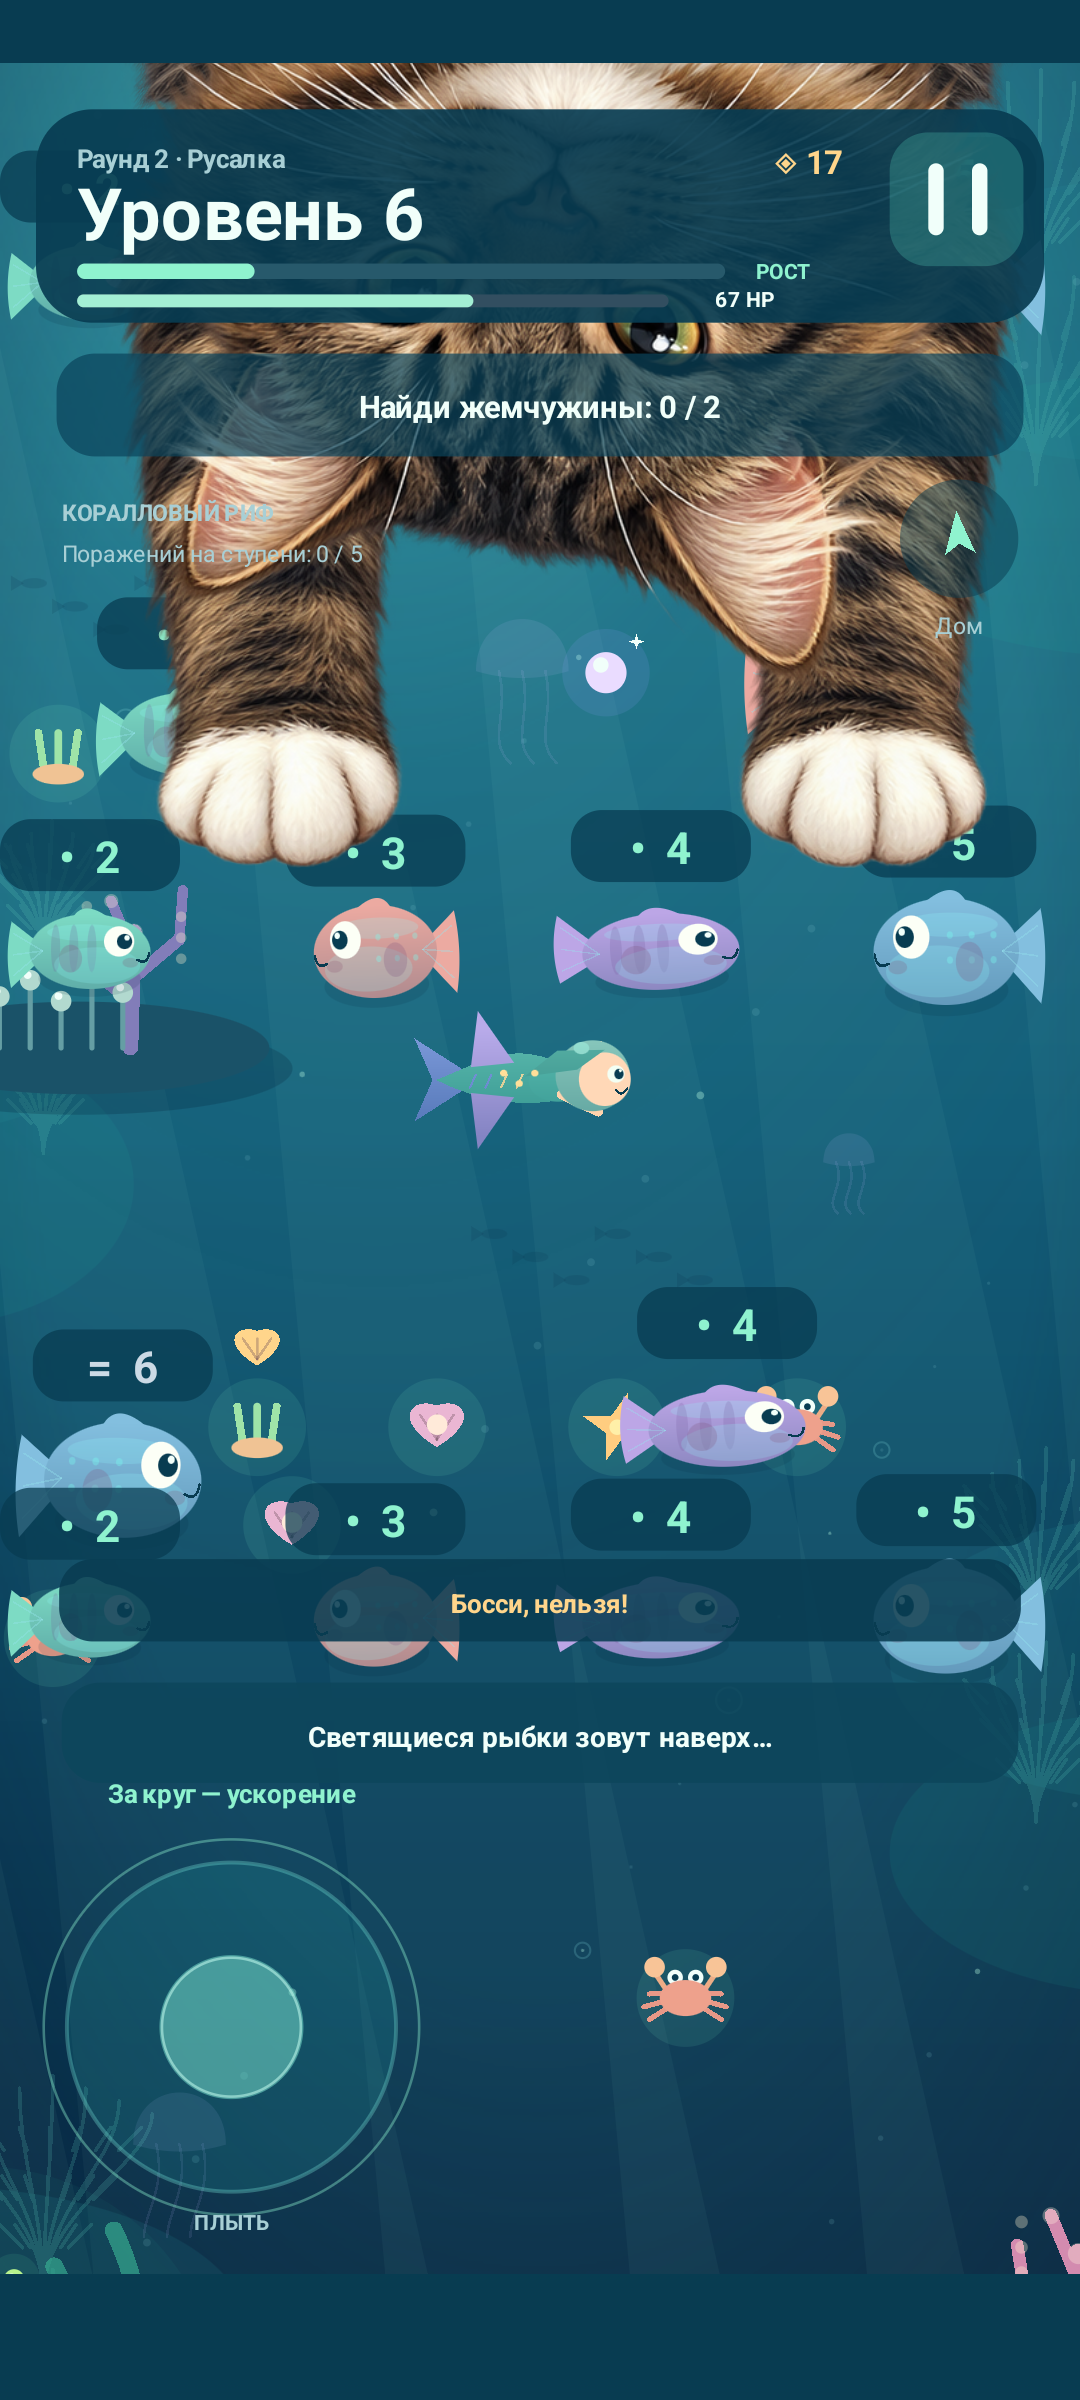 Раунд 2 · Русалка
17
Уровень 6
РОСТ
67 HP
Найди жемчужины: 0 / 2
КОРАЛЛОВЫЙ РИФ
Поражений на ступени: 0 / 5
Дом
• 2
• 3
• 4
5
• 4
= 6
• 2
• 3
• 4
• 5
Босси, нельзя!
Светящиеся рыбки зовут наверх...
За круг — ускорение
ПЛЫТЬ